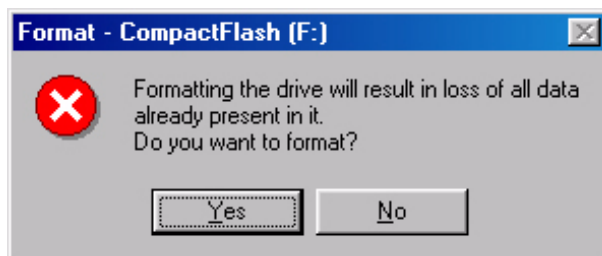 Format - CompactFlash (F:)
Formatting the drive will result in loss of all data
already present in it.
Do you want to format?
Yes
No